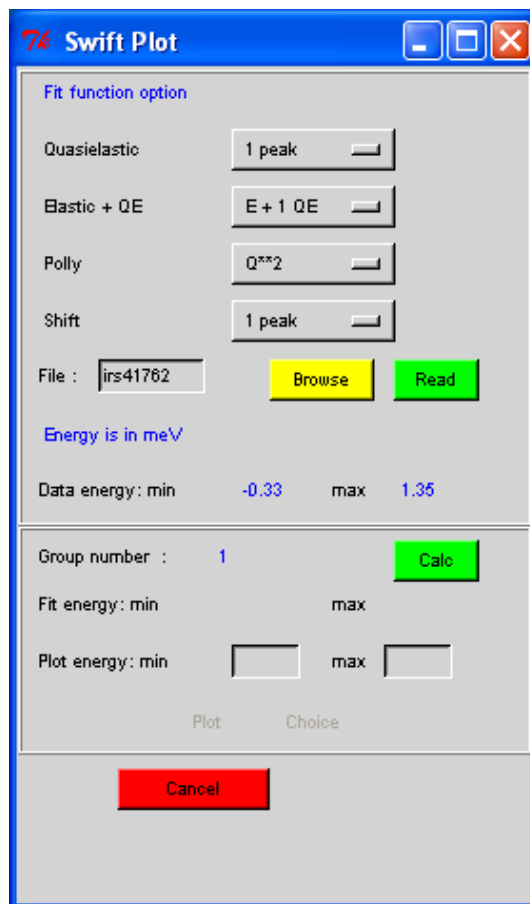 Tk Swift Plot
Fit function option
Quasielastic 1 peak
Elastic + QE E + 1 QE
Polly Q**2
Shift 1 peak
File : irs41762 Browse Read
Energy is in meV
Data energy: min -0.33 max 1.35
Group number : 1 Calc
Fit energy: min max
Plot energy: min max
Plot Choice
Cancel